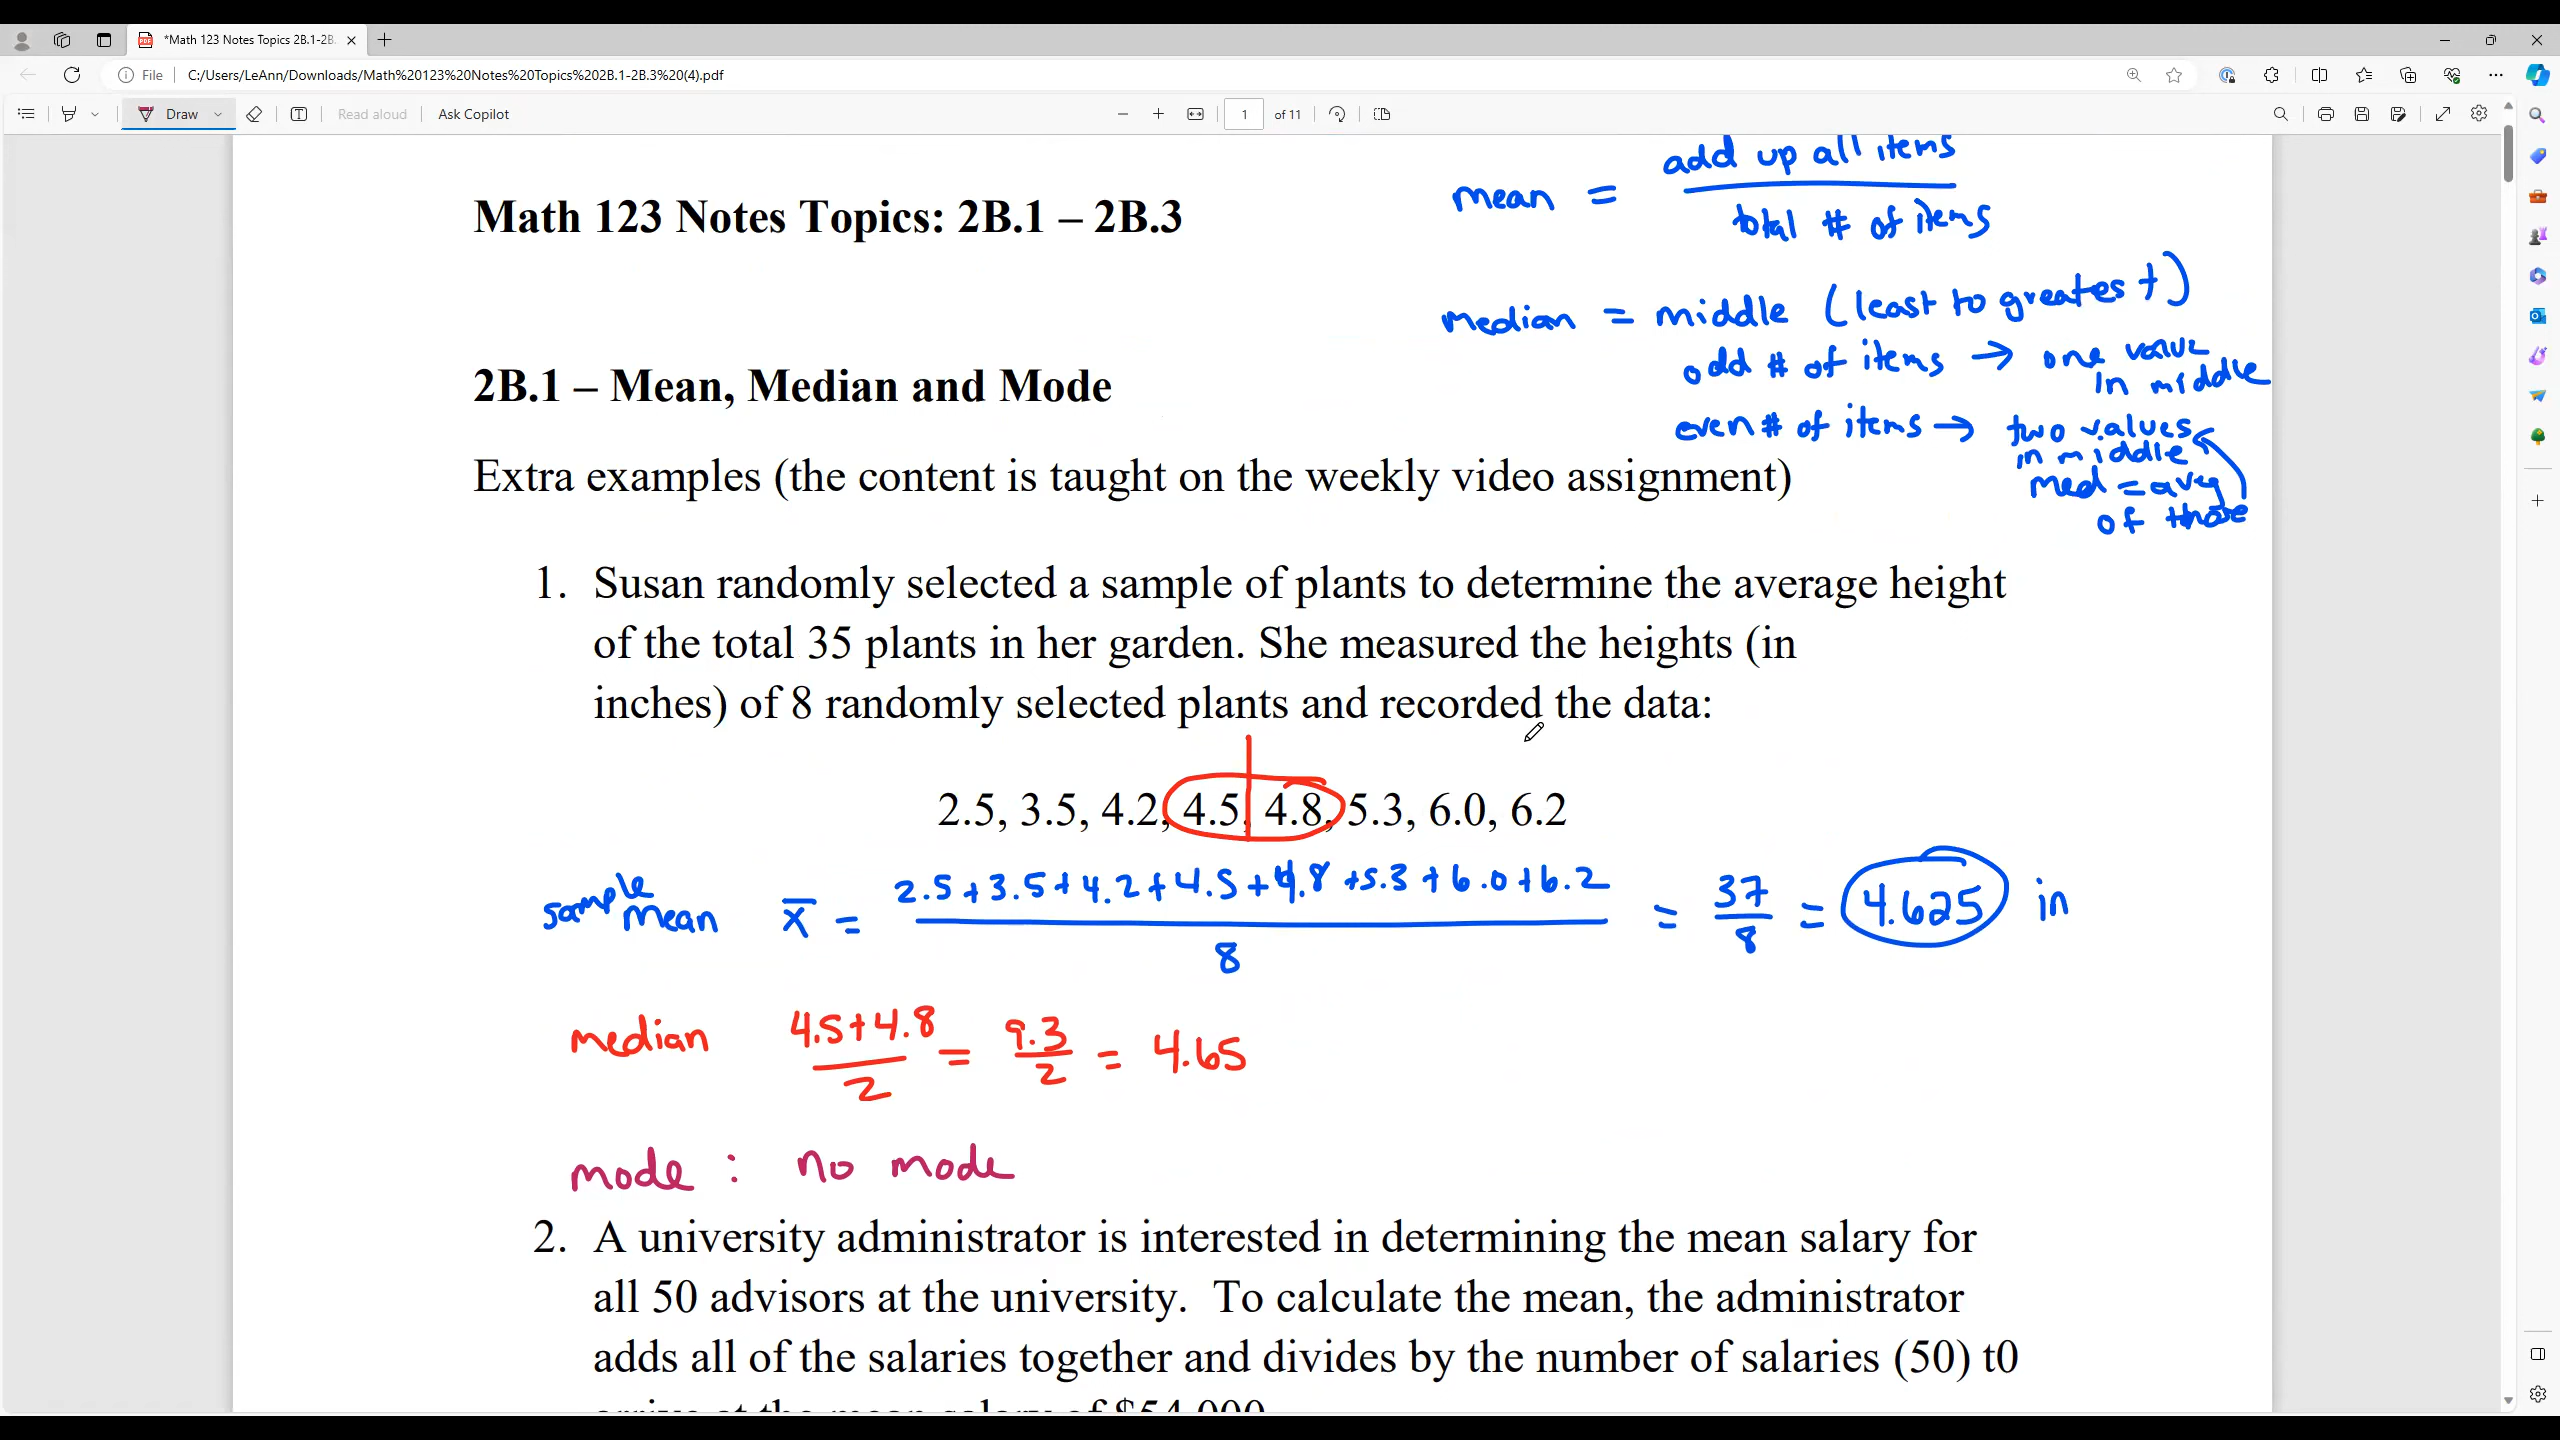 *Math 123 Notes Topics 2B.1-2B.
File C:/Users/LeAnn/Downloads/Math%20123%20Notes%20Topics%202B.1-2B.3%20(4).pdf
Draw Read aloud Ask Copilot 1 of 11
add up all items
mean =
total # of items
Math 123 Notes Topics: 2B.1 – 2B.3
median = middle (least to greatest)
odd # of items → one value
in middle
2B.1 – Mean, Median and Mode
even # of items → two values
in middle
med = avg
of those
Extra examples (the content is taught on the weekly video assignment)
1. Susan randomly selected a sample of plants to determine the average height
of the total 35 plants in her garden. She measured the heights (in
inches) of 8 randomly selected plants and recorded the data:
2.5, 3.5, 4.2, 4.5, 4.8, 5.3, 6.0, 6.2
sample mean x̄ = 2.5+3.5+4.2+4.5+4.8+5.3+6.0+6.2 / 8 = 37/8 = 4.625 in
median 4.5+4.8 / 2 = 9.3/2 = 4.65
mode : no mode
2. A university administrator is interested in determining the mean salary for
all 50 advisors at the university. To calculate the mean, the administrator
adds all of the salaries together and divides by the number of salaries (50) t0
arrive at the mean salary of $54,000